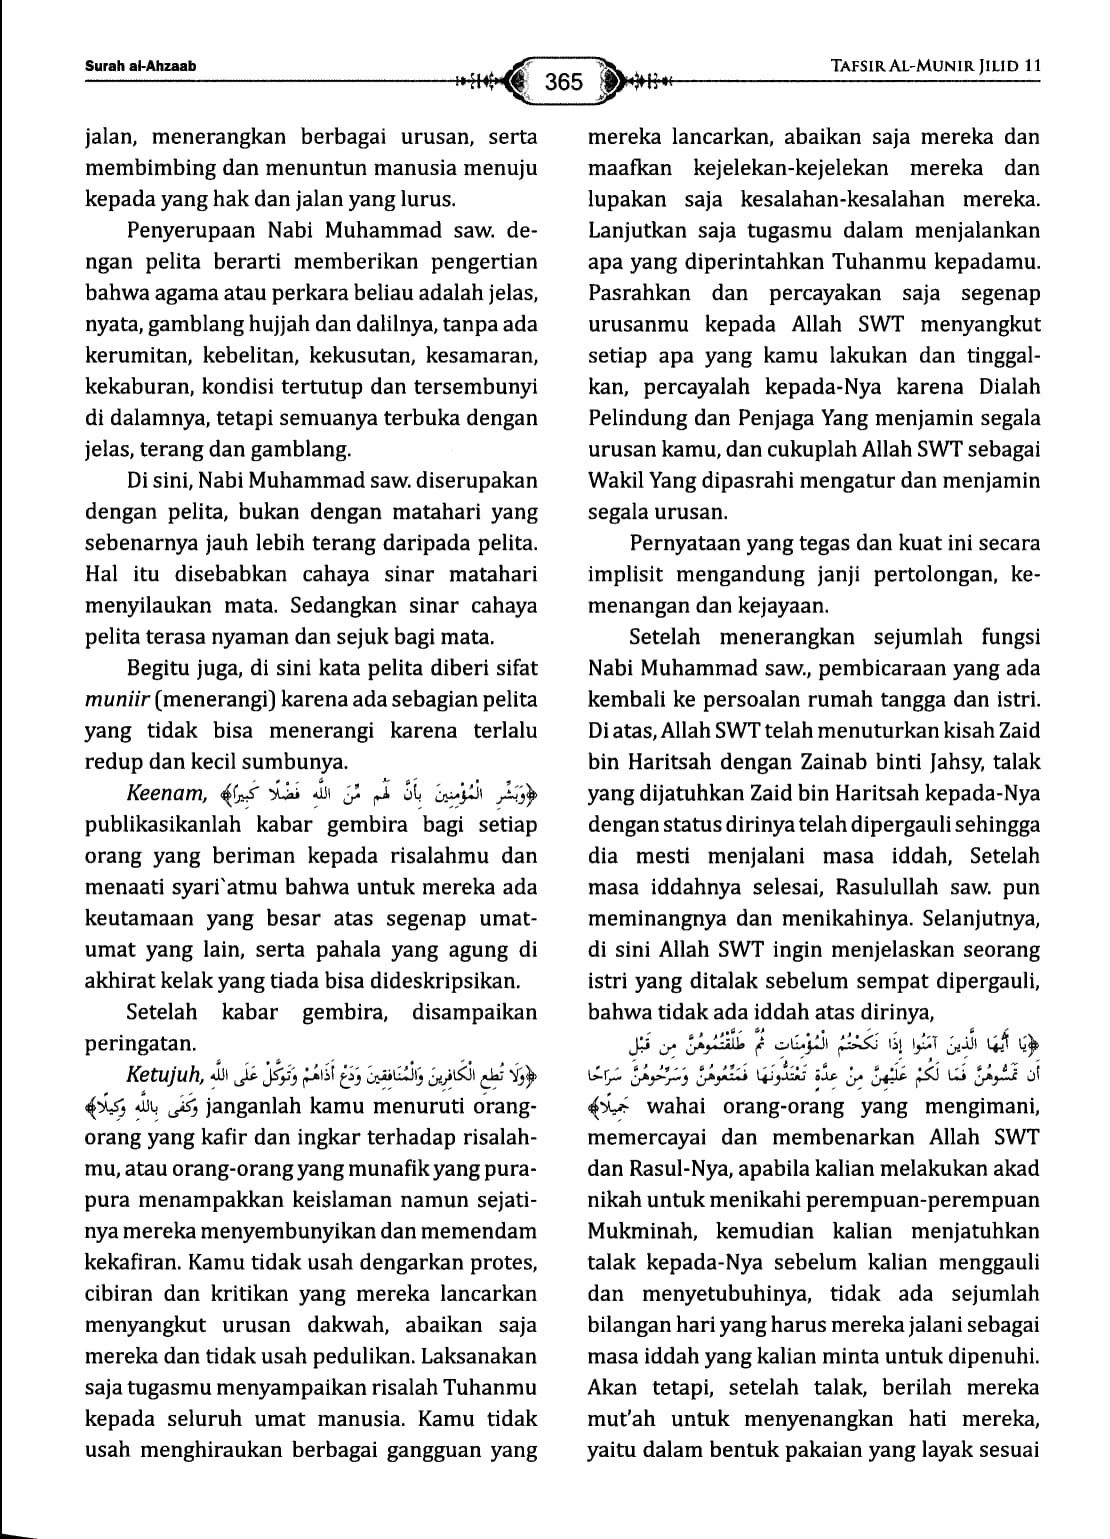 Surah al-Ahzaab
365
TAFSIR AL-MUNIR JILID 11
jalan, menerangkan berbagai urusan, serta
membimbing dan menuntun manusia menuju
kepada yang hak dan jalan yang lurus.
Penyerupaan Nabi Muhammad saw. de-
ngan pelita berarti memberikan pengertian
bahwa agama atau perkara beliau adalah jelas,
nyata, gamblang hujjah dan dalilnya, tanpa ada
kerumitan, kebelitan, kekusutan, kesamaran,
kekaburan, kondisi tertutup dan tersembunyi
di dalamnya, tetapi semuanya terbuka dengan
jelas, terang dan gamblang.
Di sini, Nabi Muhammad saw. diserupakan
dengan pelita, bukan dengan matahari yang
sebenarnya jauh lebih terang daripada pelita.
Hal itu disebabkan cahaya sinar matahari
menyilaukan mata. Sedangkan sinar cahaya
pelita terasa nyaman dan sejuk bagi mata.
Begitu juga, di sini kata pelita diberi sifat
muniir (menerangi) karena ada sebagian pelita
yang tidak bisa menerangi karena terlalu
redup dan kecil sumbunya.
Keenam, ﴿وَبَشِّرِ الْمُؤْمِنِينَ بِأَنَّ لَهُم مِّنَ اللَّهِ فَضْلًا كَبِيرًا﴾
publikasikanlah kabar gembira bagi setiap
orang yang beriman kepada risalahmu dan
menaati syari`atmu bahwa untuk mereka ada
keutamaan yang besar atas segenap umat-
umat yang lain, serta pahala yang agung di
akhirat kelak yang tiada bisa dideskripsikan.
Setelah kabar gembira, disampaikan
peringatan.
Ketujuh, ﴿وَلَا تُطِعِ الْكَافِرِينَ وَالْمُنَافِقِينَ وَدَعْ أَذَاهُمْ وَتَوَكَّلْ عَلَى اللَّهِ
وَكَفَى بِاللَّهِ وَكِيلًا﴾ janganlah kamu menuruti orang-
orang yang kafir dan ingkar terhadap risalah-
mu, atau orang-orang yang munafik yang pura-
pura menampakkan keislaman namun sejati-
nya mereka menyembunyikan dan memendam
kekafiran. Kamu tidak usah dengarkan protes,
cibiran dan kritikan yang mereka lancarkan
menyangkut urusan dakwah, abaikan saja
mereka dan tidak usah pedulikan. Laksanakan
saja tugasmu menyampaikan risalah Tuhanmu
kepada seluruh umat manusia. Kamu tidak
usah menghiraukan berbagai gangguan yang
mereka lancarkan, abaikan saja mereka dan
maafkan kejelekan-kejelekan mereka dan
lupakan saja kesalahan-kesalahan mereka.
Lanjutkan saja tugasmu dalam menjalankan
apa yang diperintahkan Tuhanmu kepadamu.
Pasrahkan dan percayakan saja segenap
urusanmu kepada Allah SWT menyangkut
setiap apa yang kamu lakukan dan tinggal-
kan, percayalah kepada-Nya karena Dialah
Pelindung dan Penjaga Yang menjamin segala
urusan kamu, dan cukuplah Allah SWT sebagai
Wakil Yang dipasrahi mengatur dan menjamin
segala urusan.
Pernyataan yang tegas dan kuat ini secara
implisit mengandung janji pertolongan, ke-
menangan dan kejayaan.
Setelah menerangkan sejumlah fungsi
Nabi Muhammad saw., pembicaraan yang ada
kembali ke persoalan rumah tangga dan istri.
Di atas, Allah SWT telah menuturkan kisah Zaid
bin Haritsah dengan Zainab binti Jahsy, talak
yang dijatuhkan Zaid bin Haritsah kepada-Nya
dengan status dirinya telah dipergauli sehingga
dia mesti menjalani masa iddah, Setelah
masa iddahnya selesai, Rasulullah saw. pun
meminangnya dan menikahinya. Selanjutnya,
di sini Allah SWT ingin menjelaskan seorang
istri yang ditalak sebelum sempat dipergauli,
bahwa tidak ada iddah atas dirinya,
﴿يَا أَيُّهَا الَّذِينَ آمَنُوا إِذَا نَكَحْتُمُ الْمُؤْمِنَاتِ ثُمَّ طَلَّقْتُمُوهُنَّ مِن قَبْلِ
أَن تَمَسُّوهُنَّ فَمَا لَكُمْ عَلَيْهِنَّ مِنْ عِدَّةٍ تَعْتَدُّونَهَا فَمَتِّعُوهُنَّ وَسَرِّحُوهُنَّ سَرَاحًا
جَمِيلًا﴾ wahai orang-orang yang mengimani,
memercayai dan membenarkan Allah SWT
dan Rasul-Nya, apabila kalian melakukan akad
nikah untuk menikahi perempuan-perempuan
Mukminah, kemudian kalian menjatuhkan
talak kepada-Nya sebelum kalian menggauli
dan menyetubuhinya, tidak ada sejumlah
bilangan hari yang harus mereka jalani sebagai
masa iddah yang kalian minta untuk dipenuhi.
Akan tetapi, setelah talak, berilah mereka
mut'ah untuk menyenangkan hati mereka,
yaitu dalam bentuk pakaian yang layak sesuai